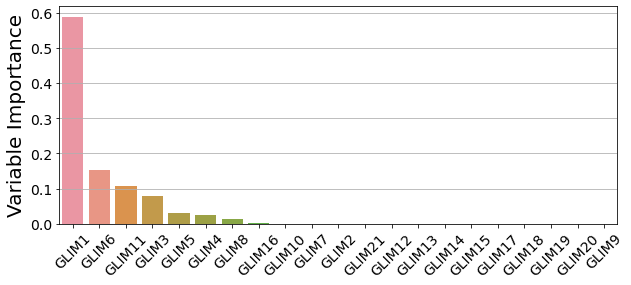 Variable Importance
0.6
0.5
0.4
0.3
0.2
0.1
0.0
GLIM1
GLIM6
GLIM11
GLIM3
GLIM5
GLIM4
GLIM8
GLIM16
GLIM10
GLIM7
GLIM2
GLIM21
GLIM12
GLIM13
GLIM14
GLIM15
GLIM17
GLIM18
GLIM19
GLIM20
GLIM9